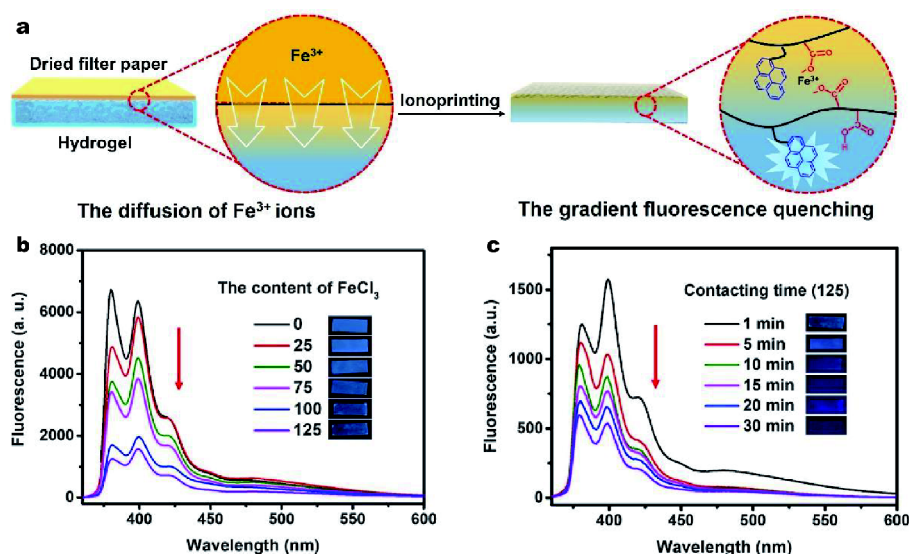 a
Dried filter paper
Hydrogel
Fe³⁺
Ionoprinting
Fe³⁺
O
O
O
O
O
O
H
The diffusion of Fe³⁺ ions
The gradient fluorescence quenching
b
Fluorescence (a. u.)
8000
6000
4000
2000
0
The content of FeCl₃
0
25
50
75
100
125
400 450 500 550 600
Wavelength (nm)
c
Fluorescence (a.u.)
1500
1000
500
0
Contacting time (125)
1 min
5 min
10 min
15 min
20 min
30 min
400 450 500 550 600
Wavelength (nm)